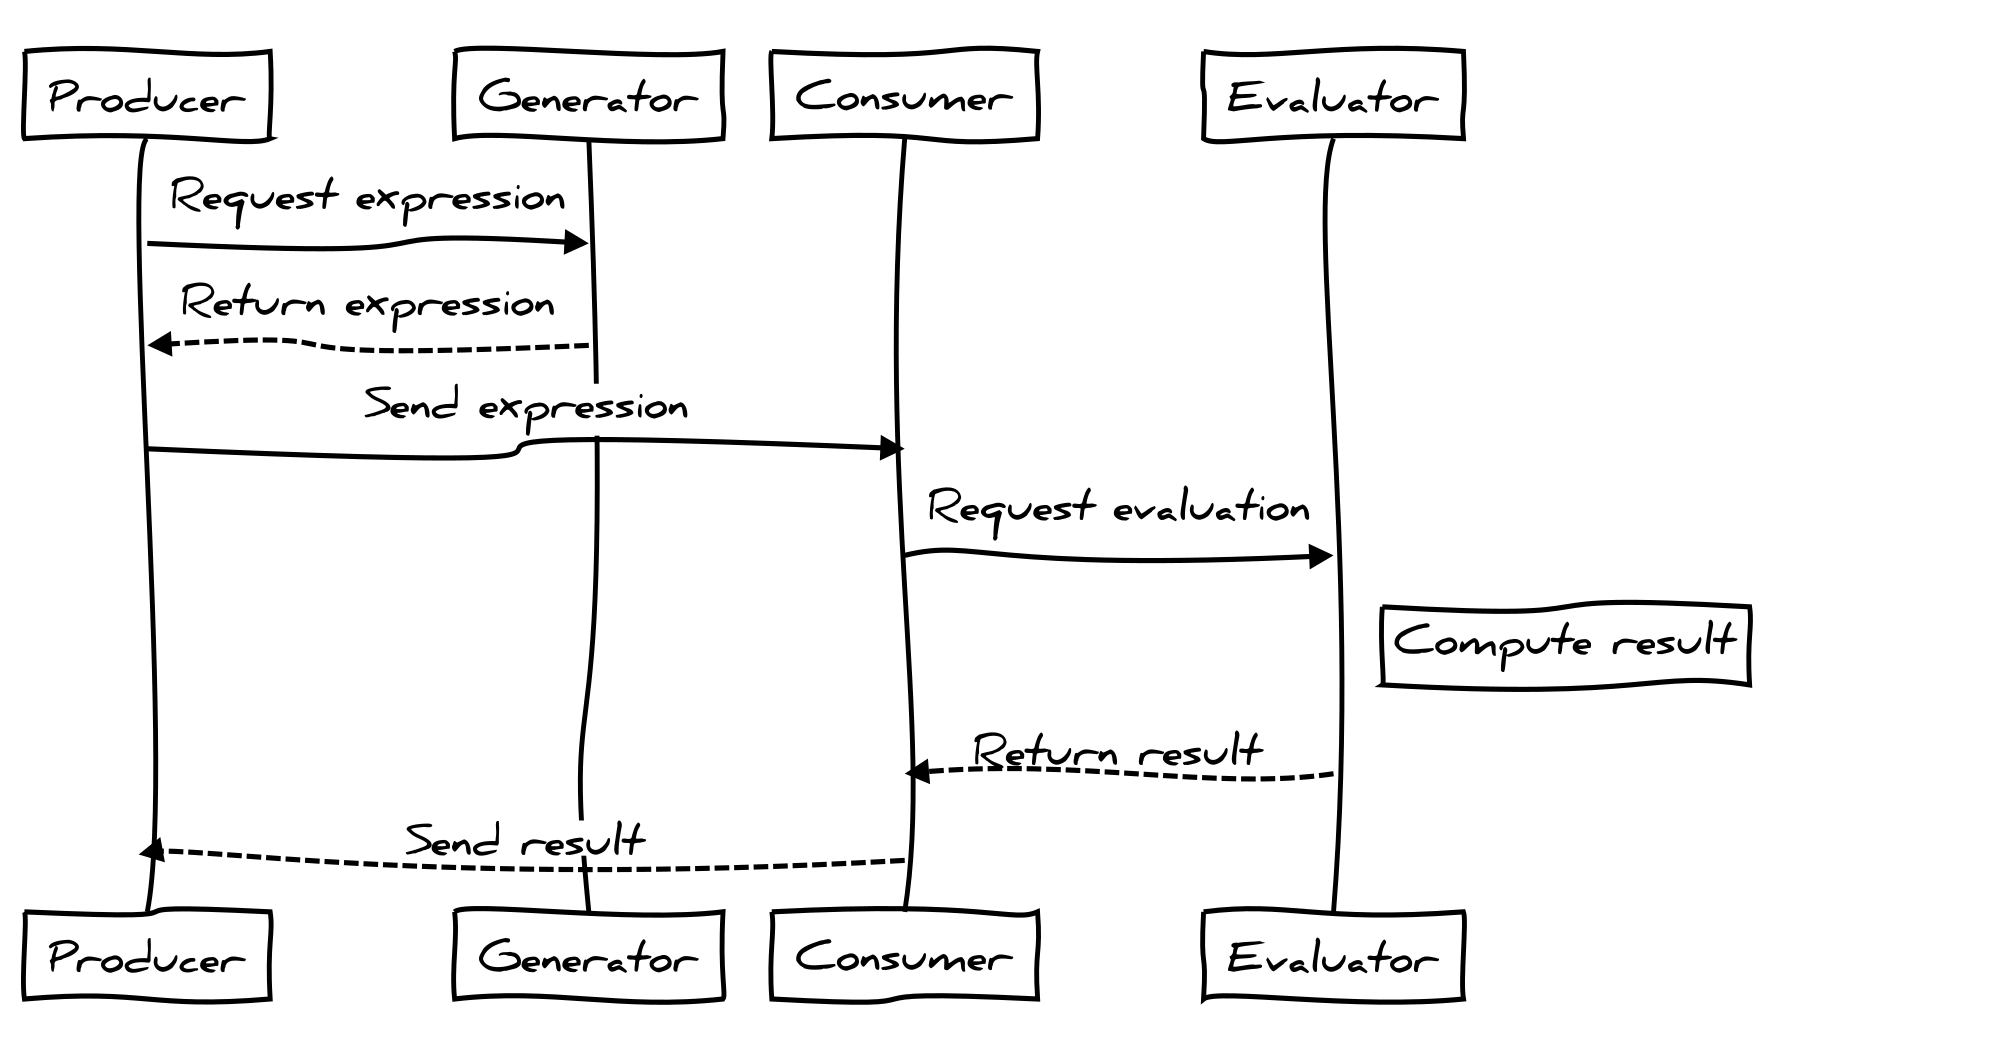 Producer
Generator
Consumer
Evaluator
Request expression
Return expression
Send expression
Request evaluation
Compute result
Return result
Send result
Producer
Generator
Consumer
Evaluator